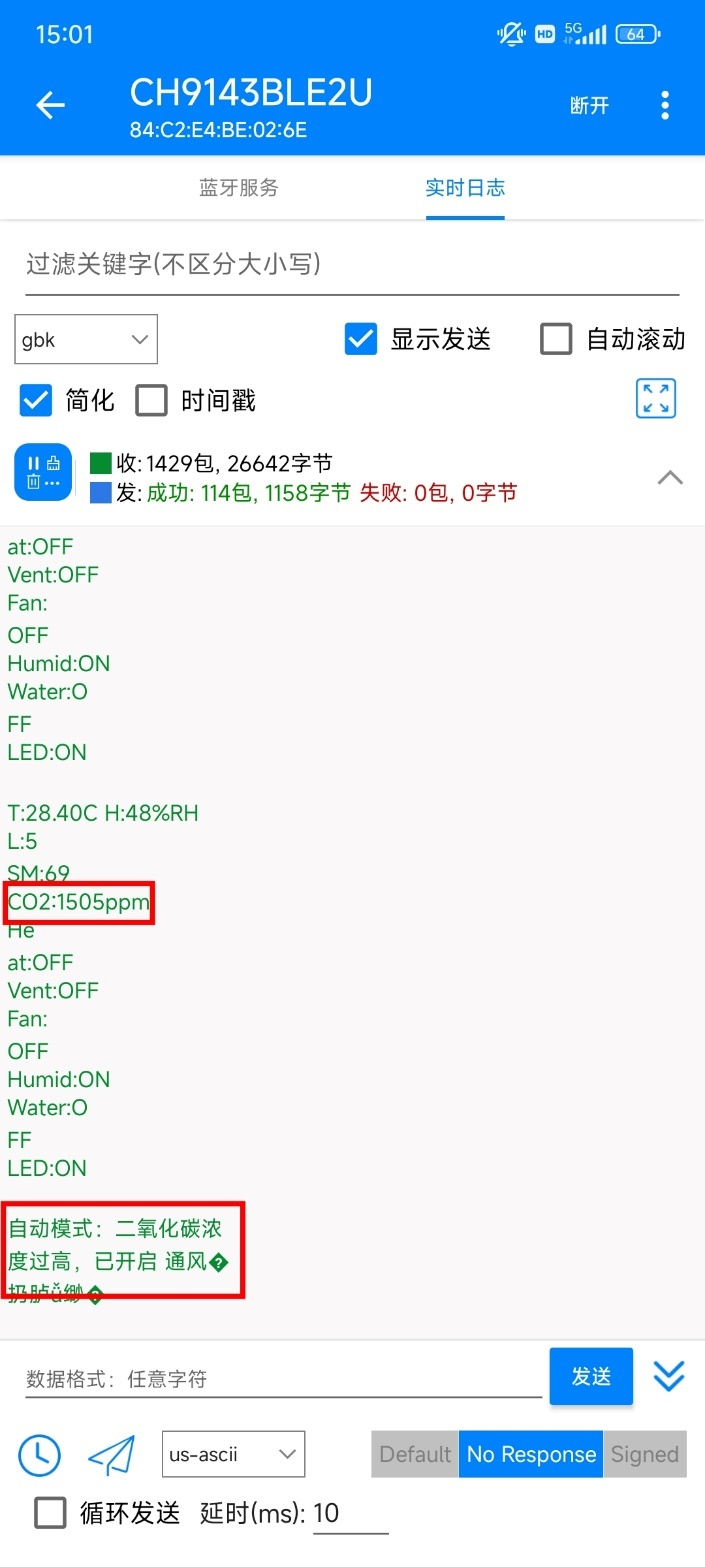 15:01
HD 5G 64
CH9143BLE2U
84:C2:E4:BE:02:6E
断开
蓝牙服务 实时日志
过滤关键字(不区分大小写)
gbk 显示发送 自动滚动
简化 时间戳
收: 1429包, 26642字节
发: 成功: 114包, 1158字节 失败: 0包, 0字节
at:OFF
Vent:OFF
Fan:
OFF
Humid:ON
Water:O
FF
LED:ON
T:28.40C H:48%RH
L:5
SM:69
CO2:1505ppm
He
at:OFF
Vent:OFF
Fan:
OFF
Humid:ON
Water:O
FF
LED:ON
自动模式：二氧化碳浓
度过高，已开启 通风�
数据格式：任意字符 发送
us-ascii Default No Response Signed
循环发送 延时(ms): 10